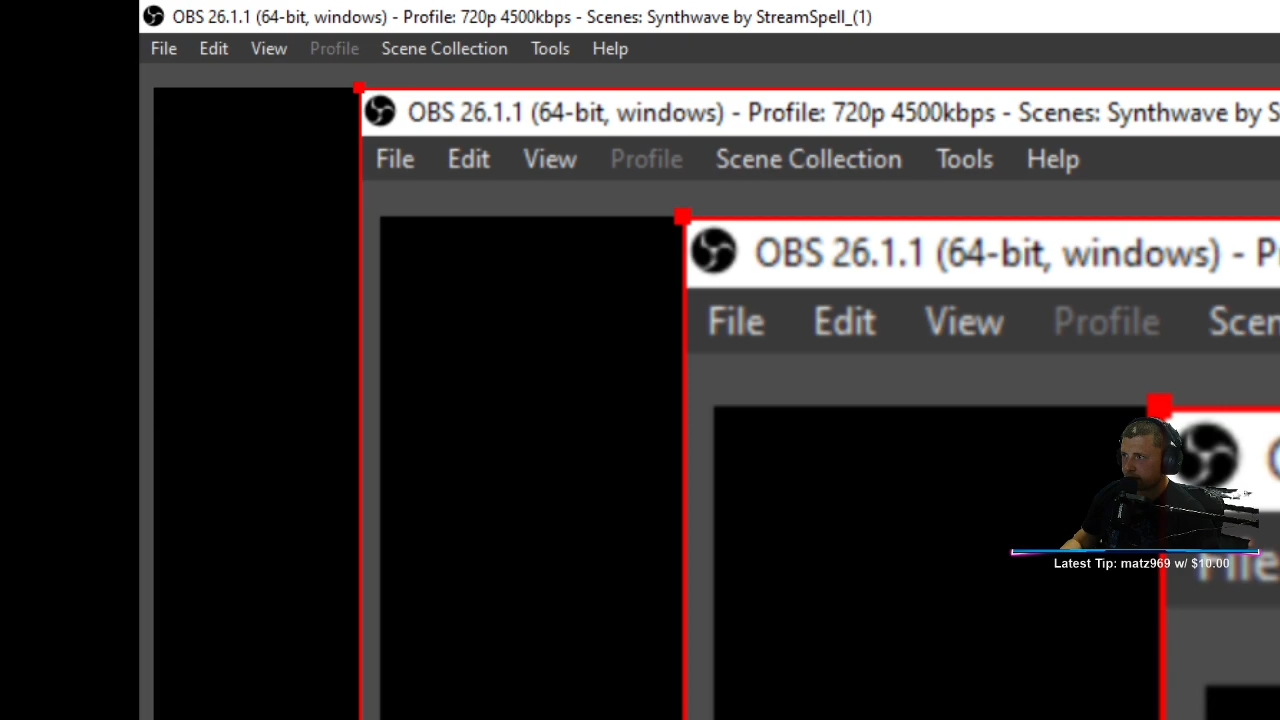 OBS 26.1.1 (64-bit, windows) - Profile: 720p 4500kbps - Scenes: Synthwave by StreamSpell_(1)
File Edit View Profile Scene Collection Tools Help
OBS 26.1.1 (64-bit, windows) - Profile: 720p 4500kbps - Scenes: Synthwave by S
File Edit View Profile Scene Collection Tools Help
OBS 26.1.1 (64-bit, windows) - P
File Edit View Profile Scen
File
Latest Tip: matz969 w/ $10.00